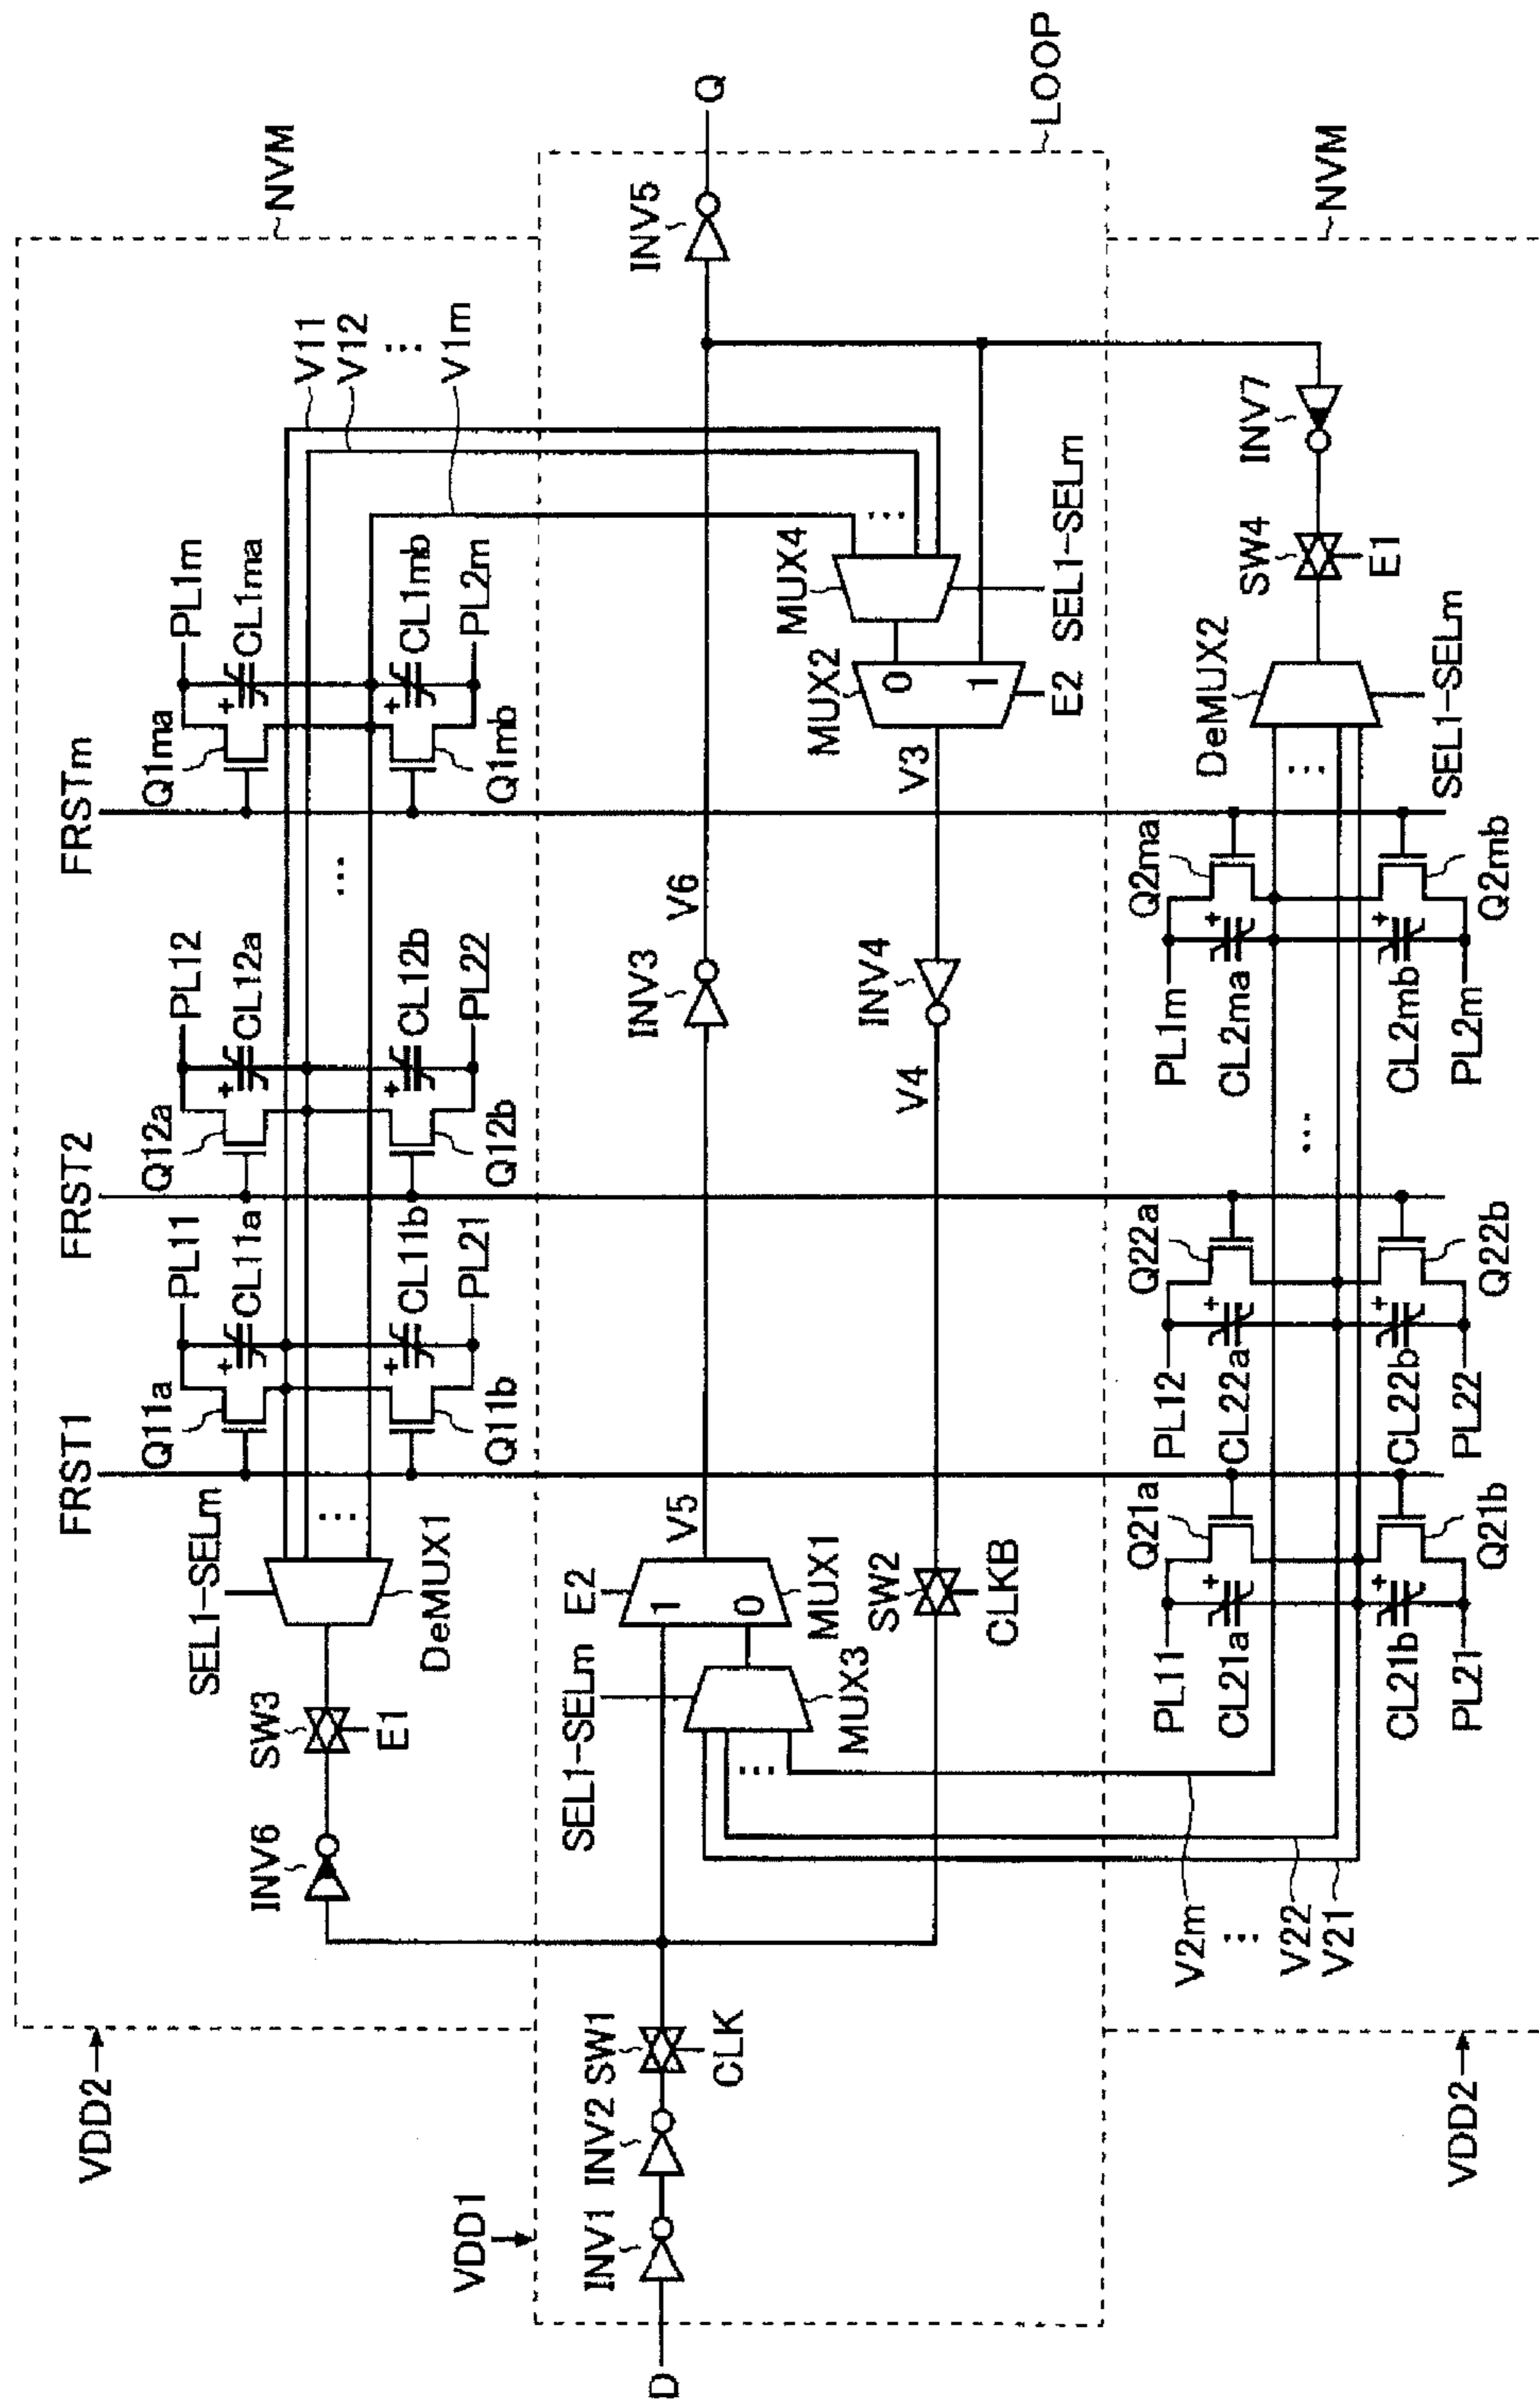 FRST1
FRST2
FRSTm
NVM
VDD2
SEL1-SELm
Q11a
PL11
CL11a
Q12a
PL12
CL12a
Q1ma
PL1m
CL1ma
V11
V12
⋮
V1m
INV6
SW3
E1
DeMUX1
...
Q11b
CL11b
PL21
Q12b
CL12b
PL22
...
Q1mb
CL1mb
PL2m
VDD1
LOOP
D
INV1
INV2
SW1
CLK
SEL1-SELm
E2
1
0
MUX1
MUX3
...
V5
INV3
V6
INV5
Q
SW2
CLKB
V4
INV4
V3
MUX2
0
1
E2
MUX4
...
SEL1-SELm
V2m
⋮
V22
V21
PL11
CL21a
Q21a
PL12
CL22a
Q22a
PL1m
CL2ma
Q2ma
DeMUX2
...
SW4
E1
INV7
NVM
VDD2
PL21
CL21b
Q21b
PL22
CL22b
Q22b
...
PL2m
CL2mb
Q2mb
SEL1-SELm